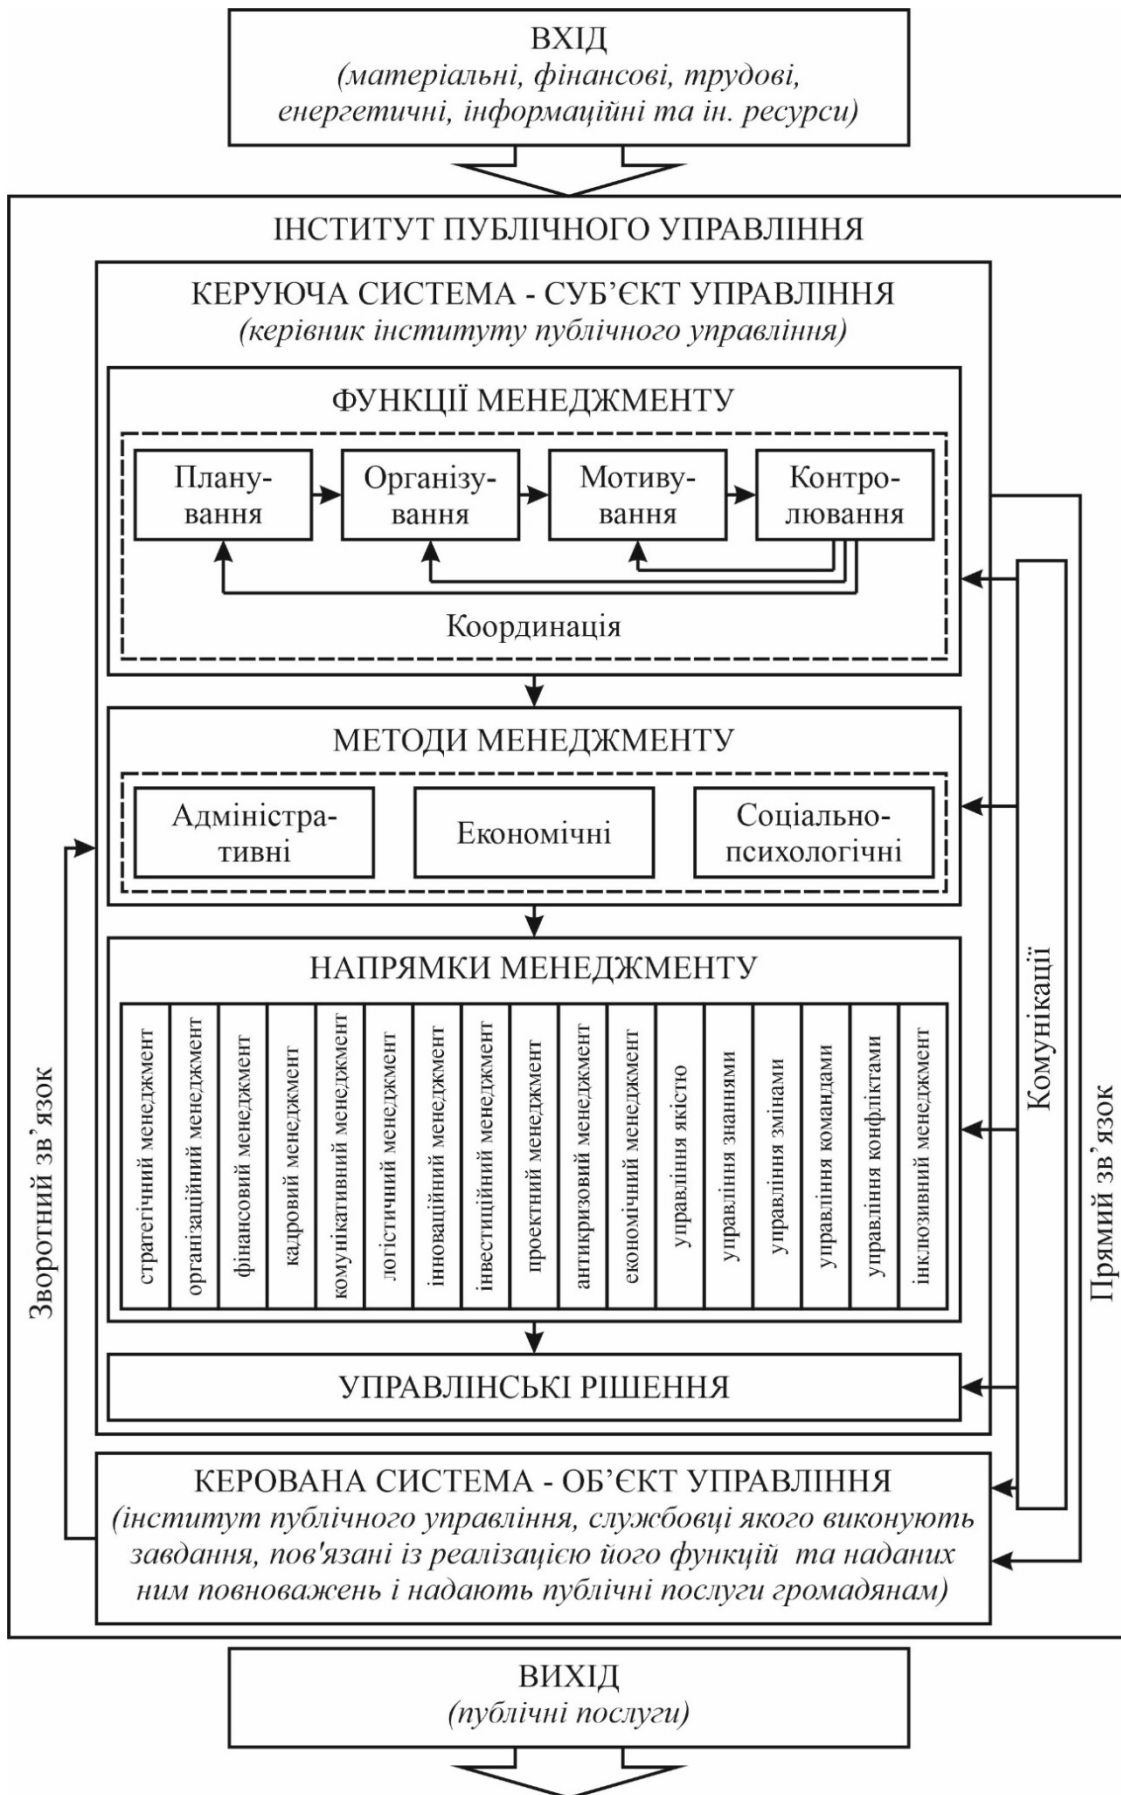 ВХІД
(матеріальні, фінансові, трудові,
енергетичні, інформаційні та ін. ресурси)
ІНСТИТУТ ПУБЛІЧНОГО УПРАВЛІННЯ
КЕРУЮЧА СИСТЕМА - СУБ’ЄКТ УПРАВЛІННЯ
(керівник інституту публічного управління)
ФУНКЦІЇ МЕНЕДЖМЕНТУ
Плану-
вання
Організу-
вання
Мотиву-
вання
Контро-
лювання
Координація
МЕТОДИ МЕНЕДЖМЕНТУ
Адміністра-
тивні
Економічні
Соціально-
психологічні
НАПРЯМКИ МЕНЕДЖМЕНТУ
стратегічний менеджмент
організаційний менеджмент
фінансовий менеджмент
кадровий менеджмент
комунікативний менеджмент
логістичний менеджмент
інноваційний менеджмент
інвестиційний менеджмент
проектний менеджмент
антикризовий менеджмент
економічний менеджмент
управління якістю
управління знаннями
управління змінами
управління командами
управління конфліктами
інклюзивний менеджмент
УПРАВЛІНСЬКІ РІШЕННЯ
Зворотний зв’язок
Комунікації
Прямий зв’язок
КЕРОВАНА СИСТЕМА - ОБ’ЄКТ УПРАВЛІННЯ
(інститут публічного управління, службовці якого виконують
завдання, пов'язані із реалізацією його функцій та наданих
ним повноважень і надають публічні послуги громадянам)
ВИХІД
(публічні послуги)